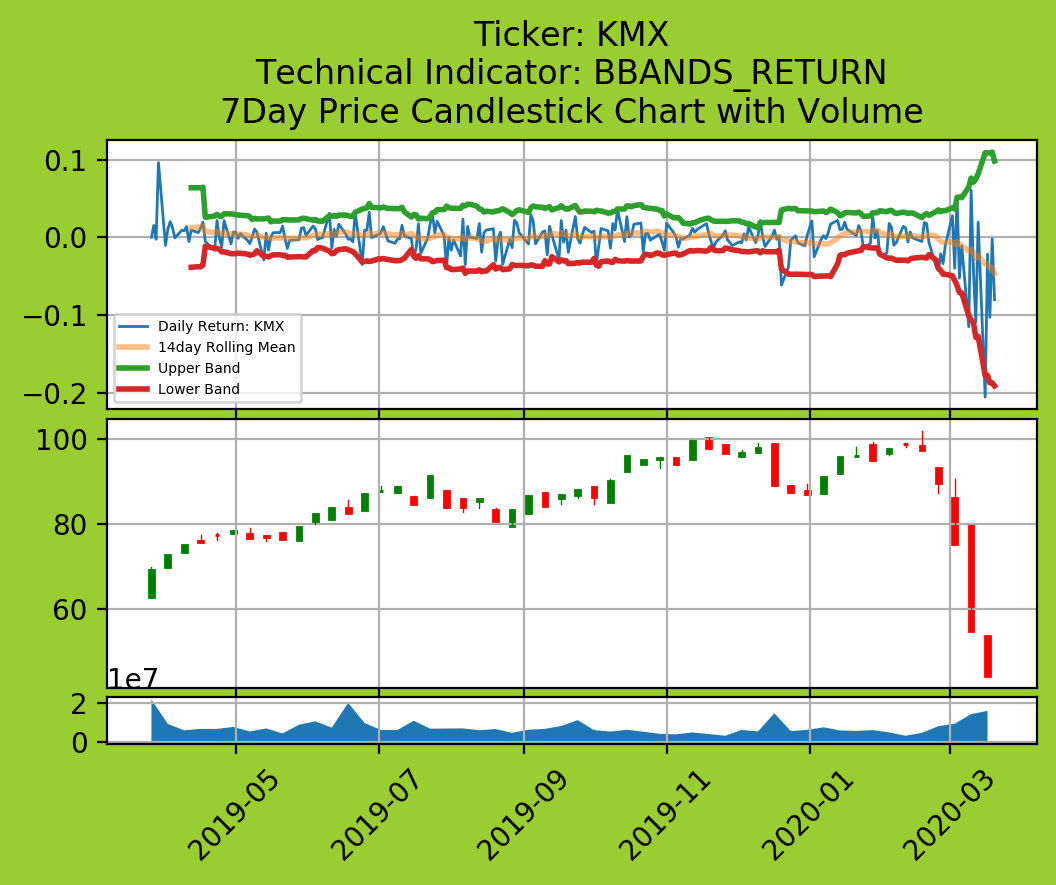 Ticker: KMX
Technical Indicator: BBANDS_RETURN
7Day Price Candlestick Chart with Volume
0.1
0.0
−0.1
−0.2
Daily Return: KMX
14day Rolling Mean
Upper Band
Lower Band
100
80
60
1e7
2
0
2019-05
2019-07
2019-09
2019-11
2020-01
2020-03